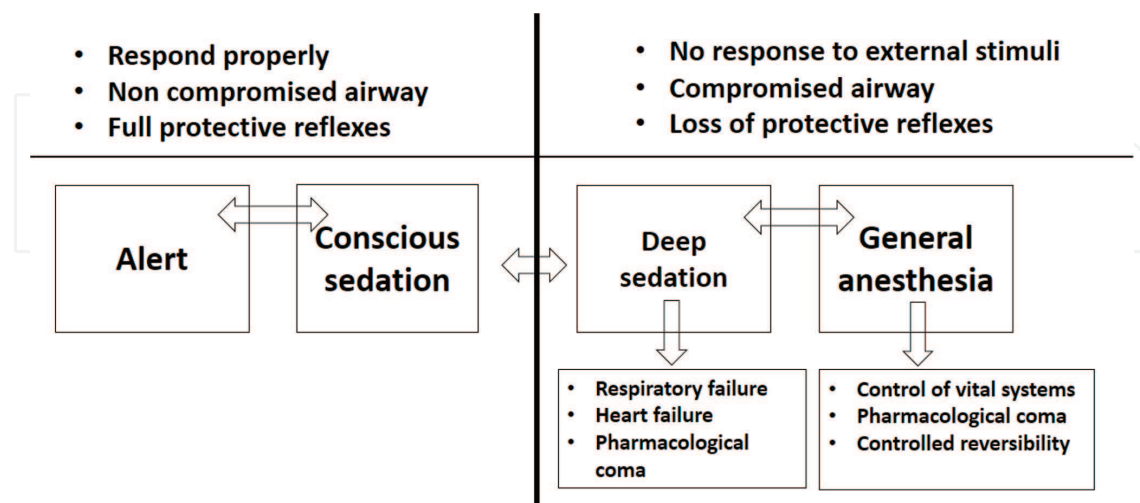 • Respond properly
• Non compromised airway
• Full protective reflexes
• No response to external stimuli
• Compromised airway
• Loss of protective reflexes
Alert
Conscious
sedation
Deep
sedation
General
anesthesia
• Respiratory failure
• Heart failure
• Pharmacological
coma
• Control of vital systems
• Pharmacological coma
• Controlled reversibility